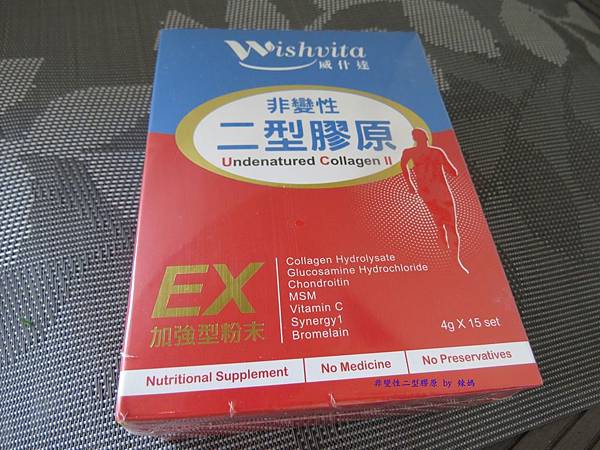 Wishvita
威什達
非變性
二型膠原
Undenatured Collagen II
EX
加強型粉末
Collagen Hydrolysate
Glucosamine Hydrochloride
Chondroitin
MSM
Vitamin C
Synergy1
Bromelain
4g X 15 set
Nutritional Supplement
No Medicine
No Preservatives
非變性二型膠原 by 辣媽